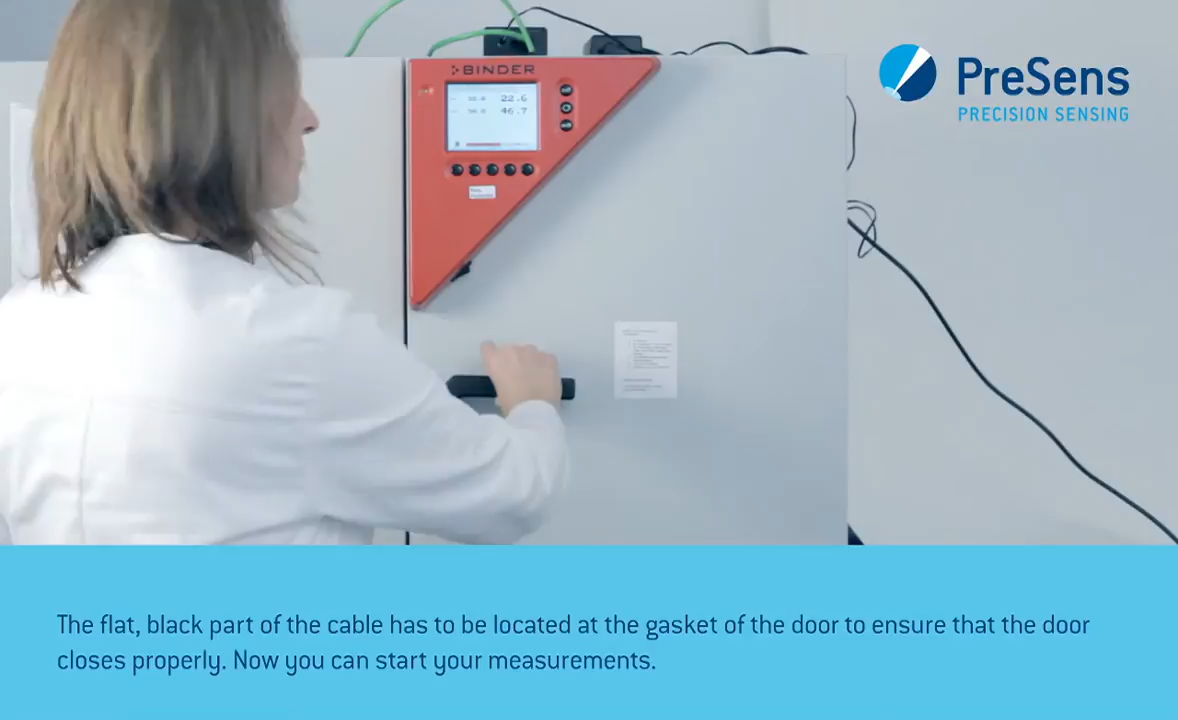 BINDER
22.6
46.7
PreSens
PRECISION SENSING
The flat, black part of the cable has to be located at the gasket of the door to ensure that the door
closes properly. Now you can start your measurements.